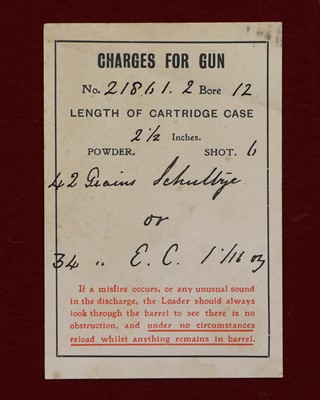 CHARGES FOR GUN
No. 21861.2 Bore 12
LENGTH OF CARTRIDGE CASE
2 1/2 Inches.
POWDER. SHOT. 6
42 Grains Schultze
or
34 " E. C. 1 1/16 oz
If a misfire occurs, or any unusual sound
in the discharge, the Loader should always
look through the barrel to see there is no
obstruction, and under no circumstances
reload whilst anything remains in barrel.